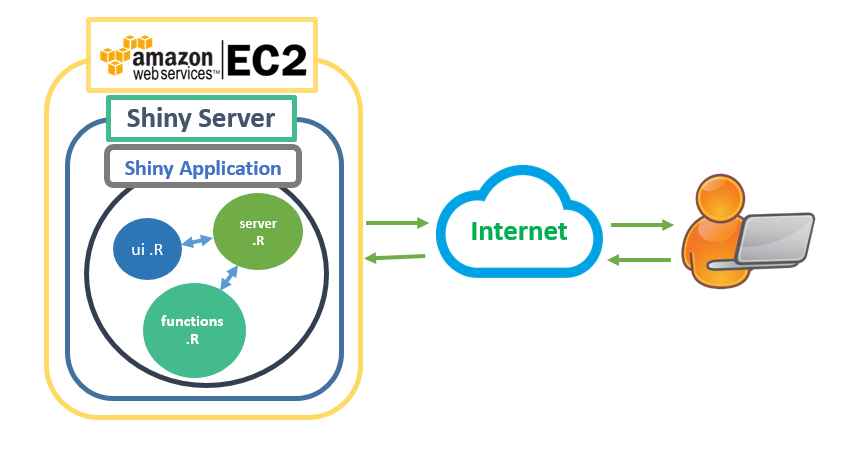 amazon
web services™ | EC2
Shiny Server
Shiny Application
server
.R
ui .R
functions
.R
Internet